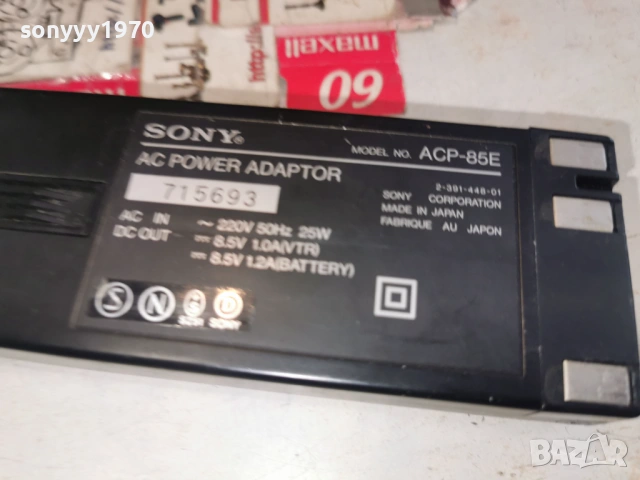 sonyyy1970
maxell
60
SONY®
MODEL NO. ACP-85E
AC POWER ADAPTOR
715693
2-391-446-01
SONY CORPORATION
MADE IN JAPAN
FABRIQUE AU JAPON
AC IN ~ 220V 50Hz 25W
DC OUT ⎓ 8.5V 1.0A(VTR)
⎓ 8.5V 1.2A(BATTERY)
S N D
SONY
BAZAR